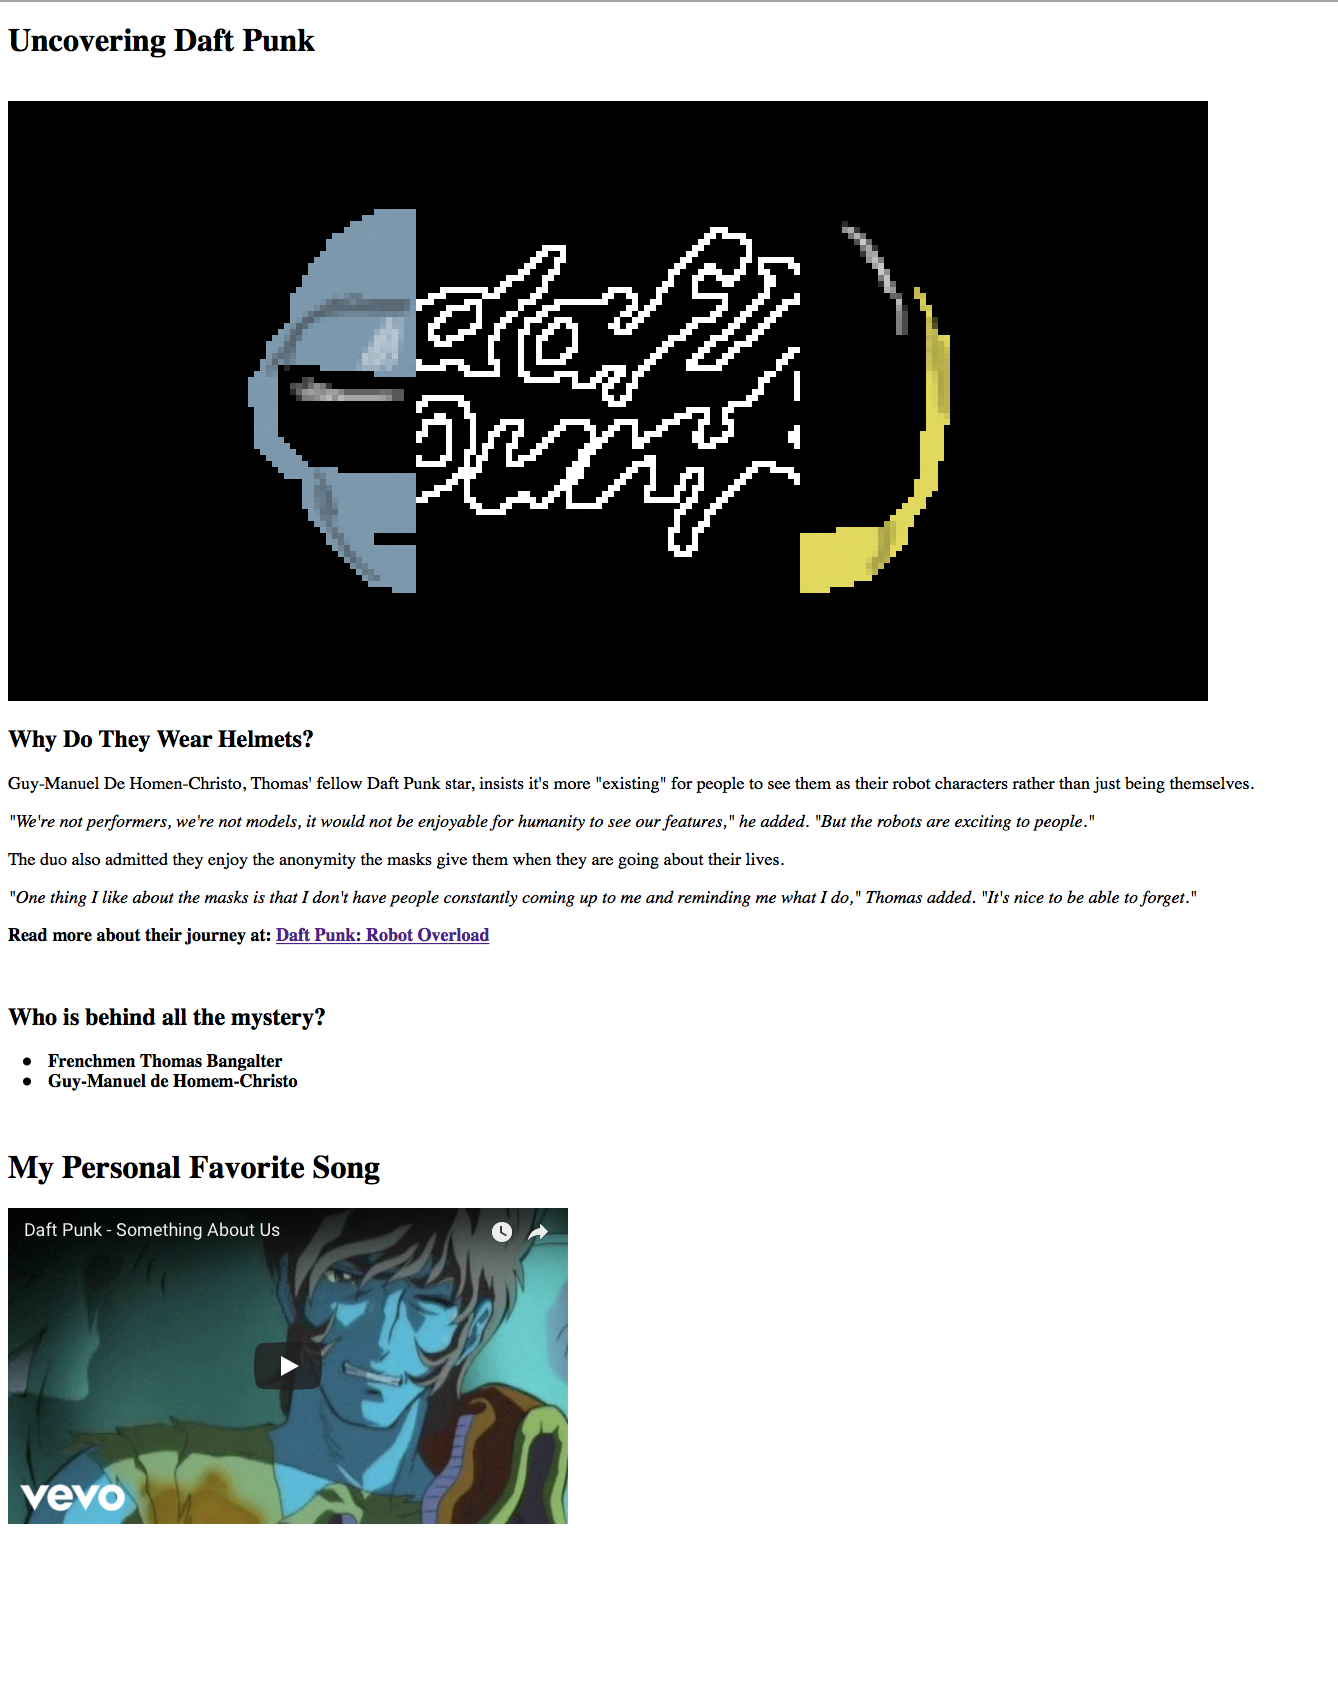 Uncovering Daft Punk
daft
punk
Why Do They Wear Helmets?
Guy-Manuel De Homen-Christo, Thomas' fellow Daft Punk star, insists it's more "existing" for people to see them as their robot characters rather than just being themselves.
"We're not performers, we're not models, it would not be enjoyable for humanity to see our features," he added. "But the robots are exciting to people."
The duo also admitted they enjoy the anonymity the masks give them when they are going about their lives.
"One thing I like about the masks is that I don't have people constantly coming up to me and reminding me what I do," Thomas added. "It's nice to be able to forget."
Read more about their journey at: Daft Punk: Robot Overload
Who is behind all the mystery?
● Frenchmen Thomas Bangalter
● Guy-Manuel de Homem-Christo
My Personal Favorite Song
Daft Punk - Something About Us
vevo